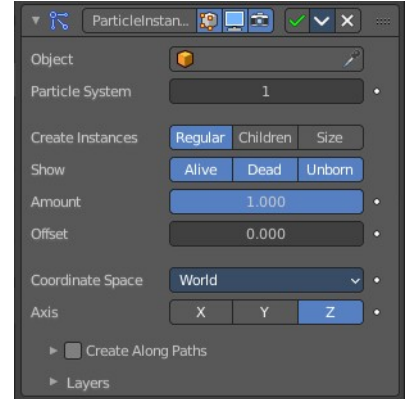 ParticleInstan...
Object
Particle System 1
Create Instances Regular Children Size
Show Alive Dead Unborn
Amount 1.000
Offset 0.000
Coordinate Space World
Axis X Y Z
Create Along Paths
Layers